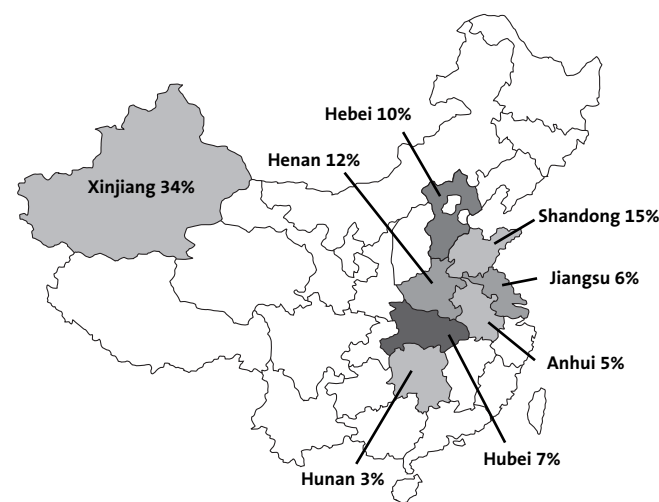 Hebei 10%
Henan 12%
Xinjiang 34%
Shandong 15%
Jiangsu 6%
Anhui 5%
Hubei 7%
Hunan 3%